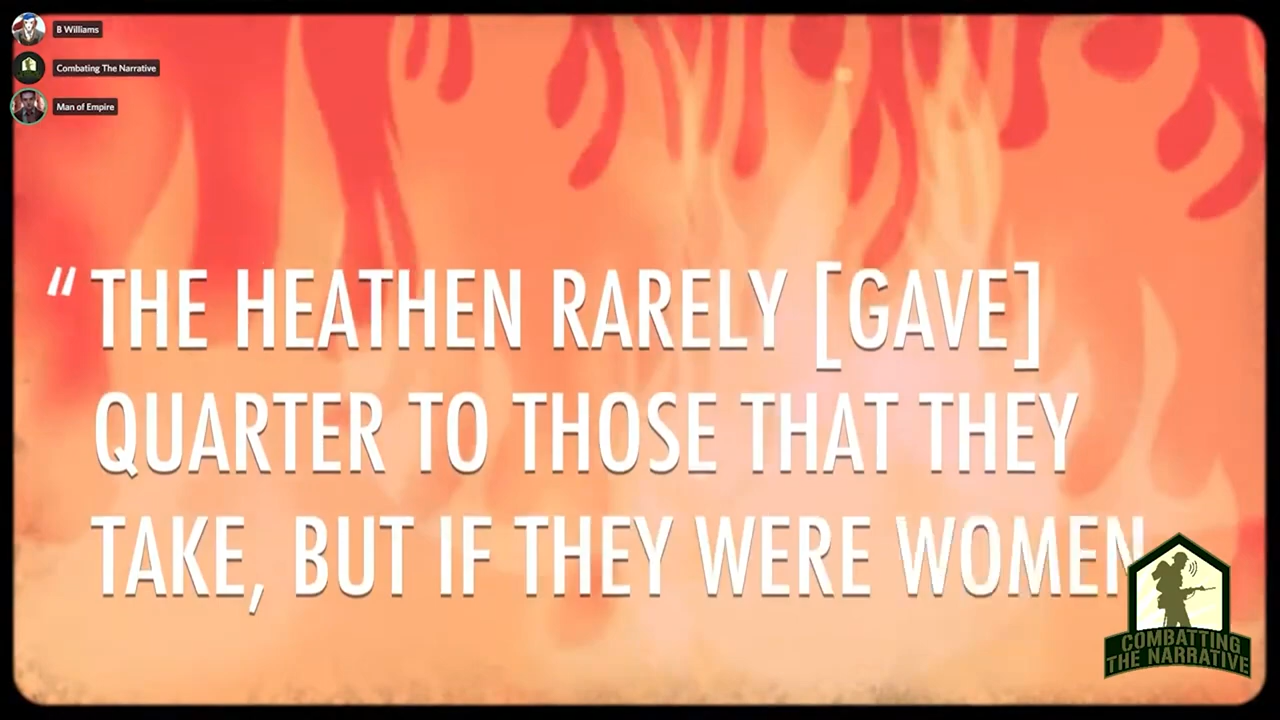 B Williams
Combating The Narrative
Man of Empire
“THE HEATHEN RARELY [GAVE]
QUARTER TO THOSE THAT THEY
TAKE, BUT IF THEY WERE WOMEN
COMBATTING
THE NARRATIVE